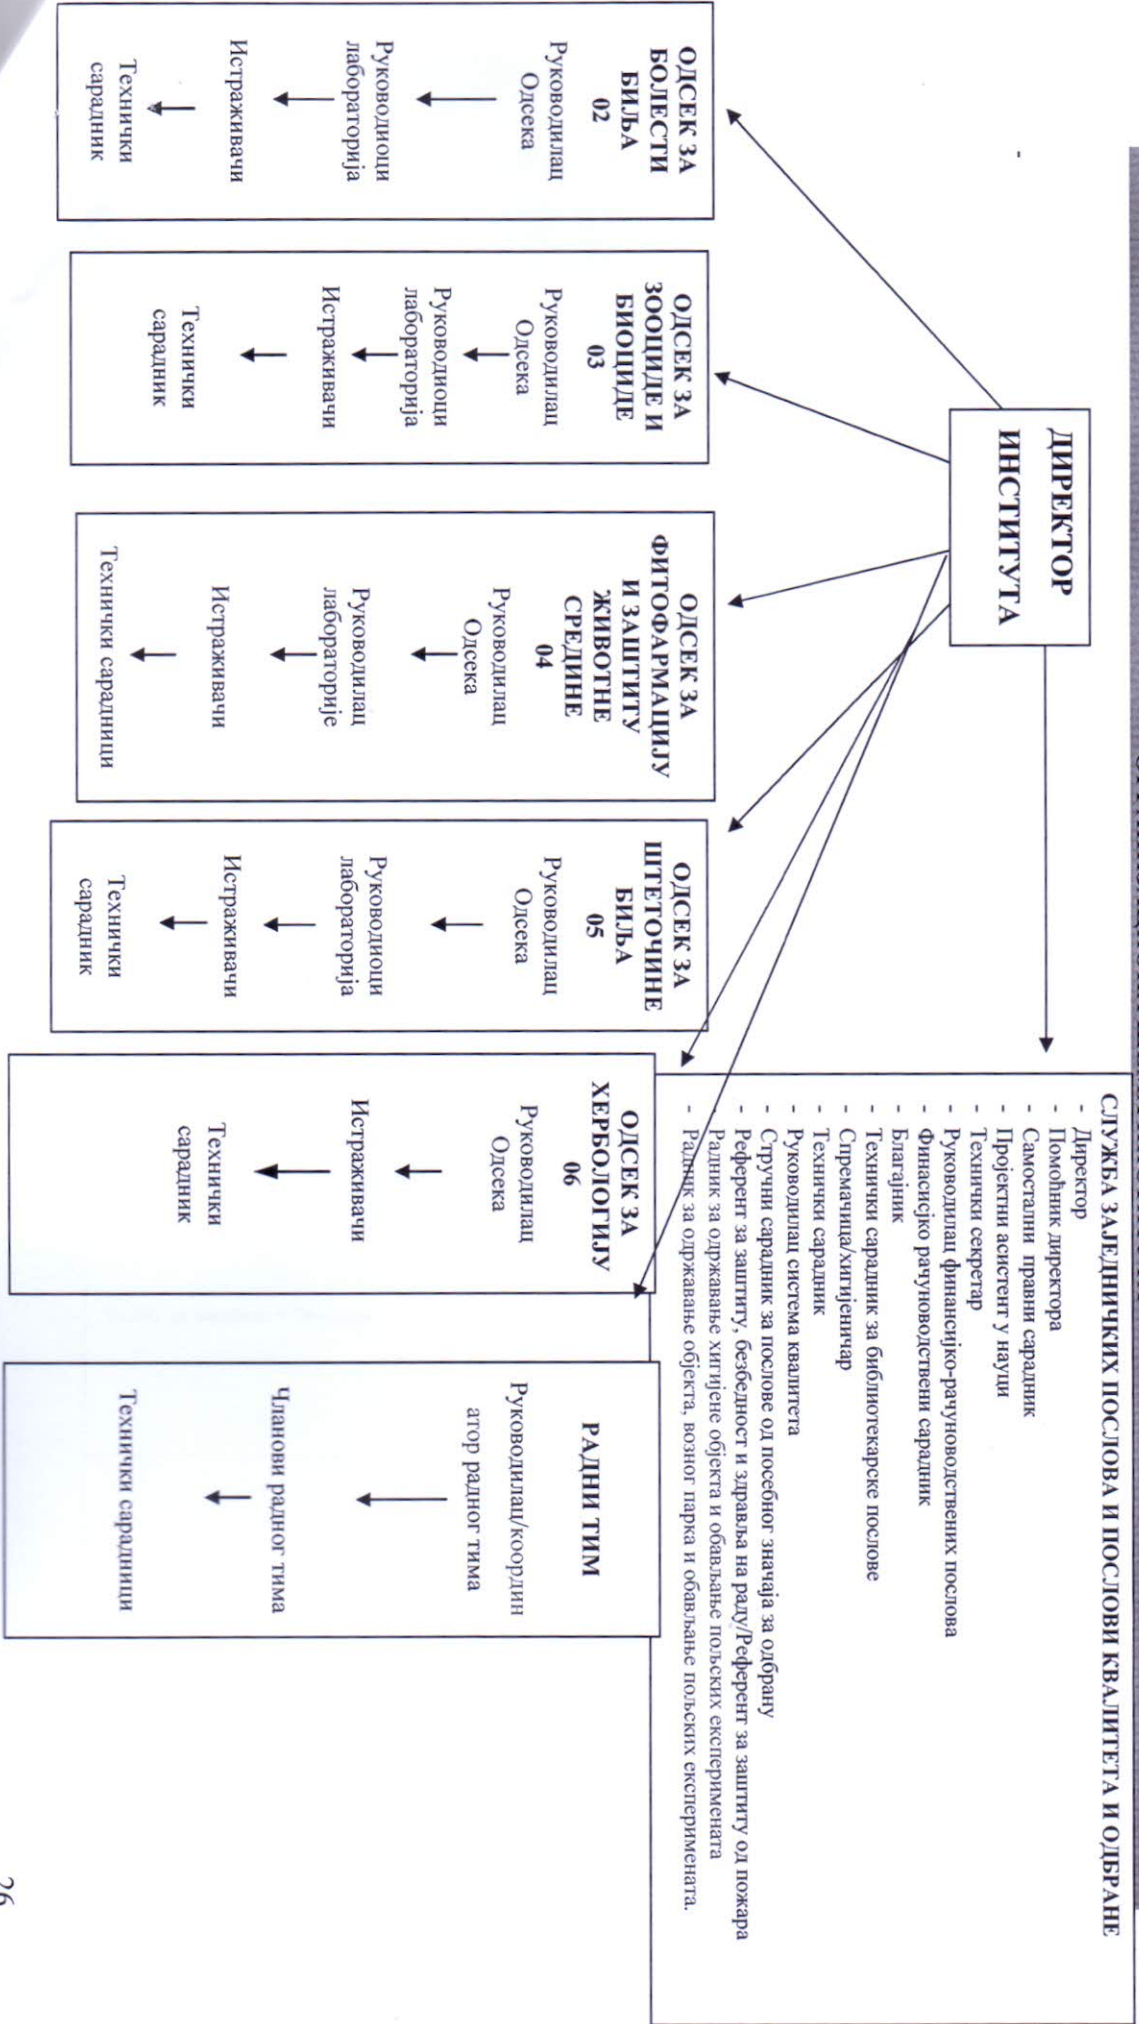 ДИРЕКТОР
ИНСТИТУТА
СЛУЖБА ЗАЈЕДНИЧКИХ ПОСЛОВА И ПОСЛОВИ КВАЛИТЕТА И ОДБРАНЕ
- Директор
- Помоћник директора
- Самостални правни сарадник
- Пројектни асистент у науци
- Технички секретар
- Руководилац финансијко-рачуноводствених послова
- Финасисјко рачуноводствени сарадник
- Благајник
- Технички сарадник за библиотекарске послове
- Спремачица/хигијеничар
- Технички сарадник
- Руководилац система квалитета
- Стручни сарадник за послове од посебног значаја за одбрану
- Референт за заштиту, безбедност и здравља на раду/Референт за заштиту од пожара
- Радник за одржавање хигијене објекта и обављање пољских експеримената
- Радник за одржавање објекта, возног парка и обављање пољских експеримената.
ОДСЕК ЗА
БОЛЕСТИ
БИЉА
02
Руководилац
Одсека
Руководиоци
лабораторија
Истраживачи
Технички
сарадник
ОДСЕК ЗА
ЗООЦИДЕ И
БИОЦИДЕ
03
Руководилац
Одсека
Руководиоци
лабораторија
Истраживачи
Технички
сарадник
ОДСЕК ЗА
ФИТОФАРМАЦИЈУ
И ЗАШТИТУ
ЖИВОТНЕ
СРЕДИНЕ
04
Руководилац
Одсека
Руководилац
лабораторије
Истраживачи
Технички сарадници
ОДСЕК ЗА
ШТЕТОЧИНЕ
БИЉА
05
Руководилац
Одсека
Руководиоци
лабораторија
Истраживачи
Технички
сарадник
ОДСЕК ЗА
ХЕРБОЛОГИЈУ
06
Руководилац
Одсека
Истраживачи
Технички
сарадник
РАДНИ ТИМ
Руководилац/координ
атор радног тима
Чланови радног тима
Технички сарадници
26